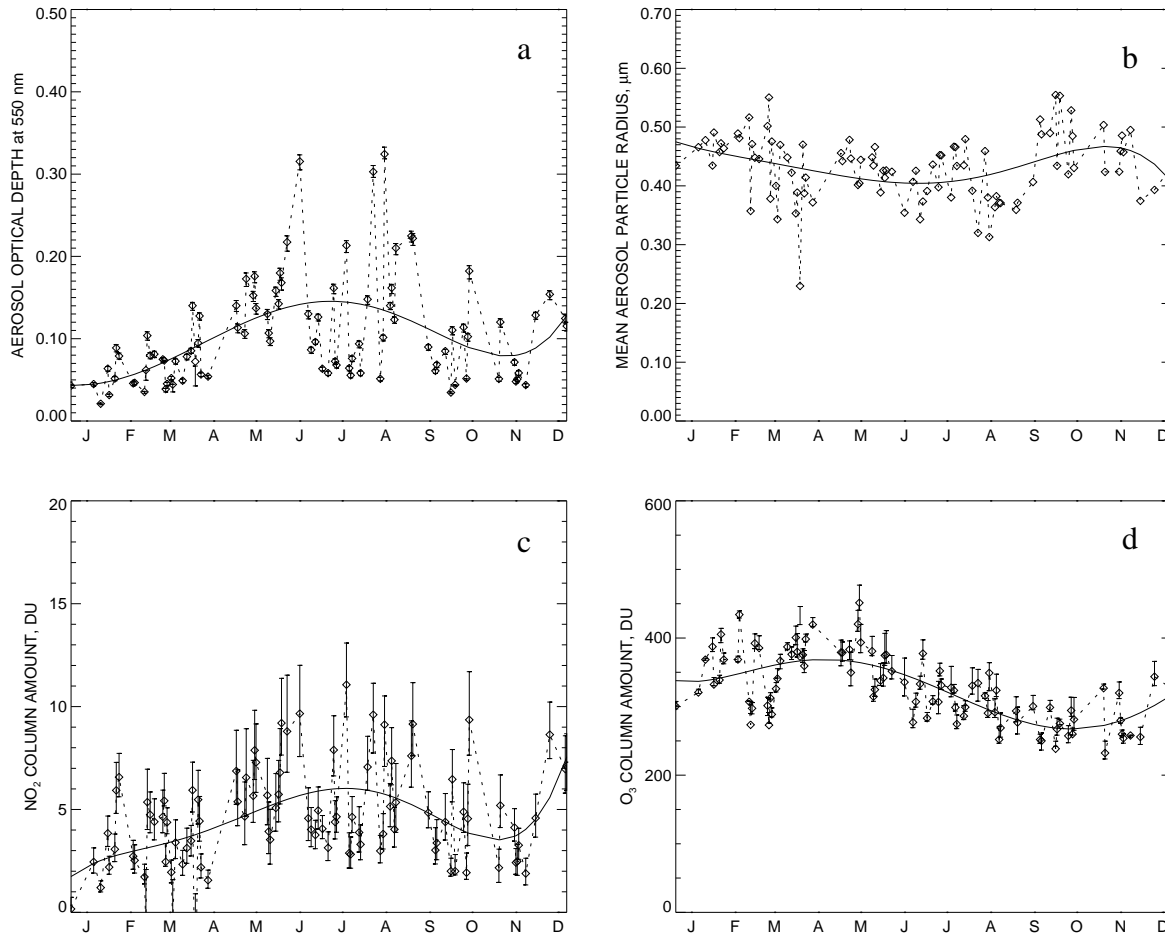 a
AEROSOL OPTICAL DEPTH at 550 nm
0.50
0.40
0.30
0.20
0.10
0.00
J F M A M J J A S O N D
b
MEAN AEROSOL PARTICLE RADIUS, μm
0.70
0.60
0.50
0.40
0.30
0.20
0.10
0.00
J F M A M J J A S O N D
c
NO2 COLUMN AMOUNT, DU
20
15
10
5
0
J F M A M J J A S O N D
d
O3 COLUMN AMOUNT, DU
600
400
200
0
J F M A M J J A S O N D